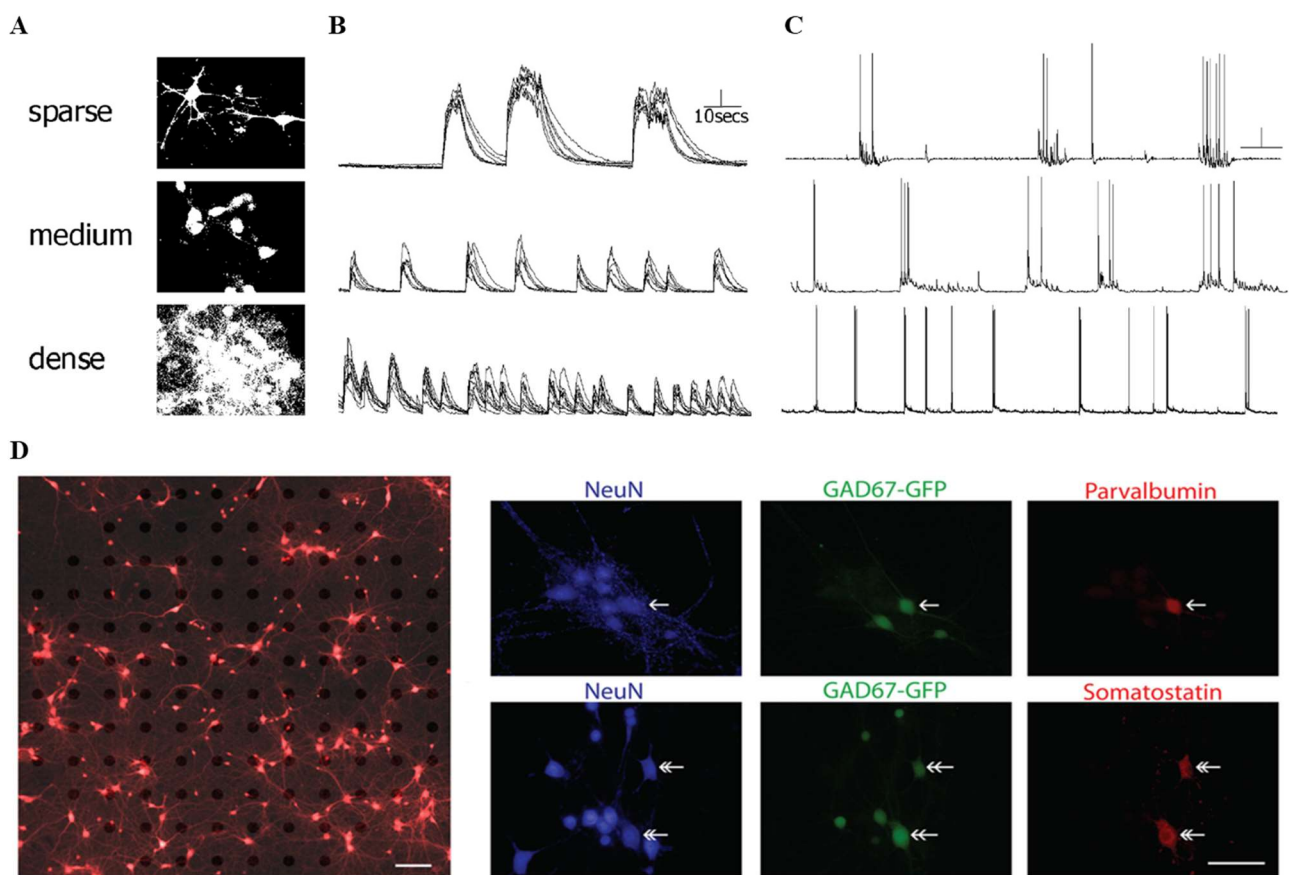 A
B
C
sparse
10secs
medium
dense
D
NeuN
GAD67-GFP
Parvalbumin
NeuN
GAD67-GFP
Somatostatin